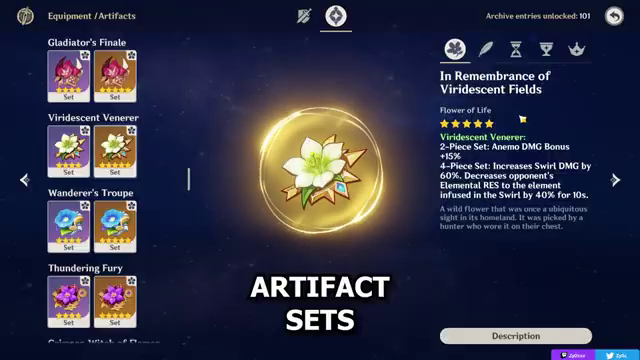 Equipment /Artifacts
Archive entries unlocked: 101
Gladiator's Finale
Set
Set
Viridescent Venerer
Set
Set
Wanderer's Troupe
Set
Set
Thundering Fury
Set
Set
In Remembrance of
Viridescent Fields
Flower of Life
Viridescent Venerer:
2-Piece Set: Anemo DMG Bonus
+15%
4-Piece Set: Increases Swirl DMG by
60%. Decreases opponent's
Elemental RES to the element
infused in the Swirl by 40% for 10s.
A wild flower that was once a ubiquitous
sight in its homeland. It was picked by a
hunter who wore it on their chest.
ARTIFACT
SETS
Description